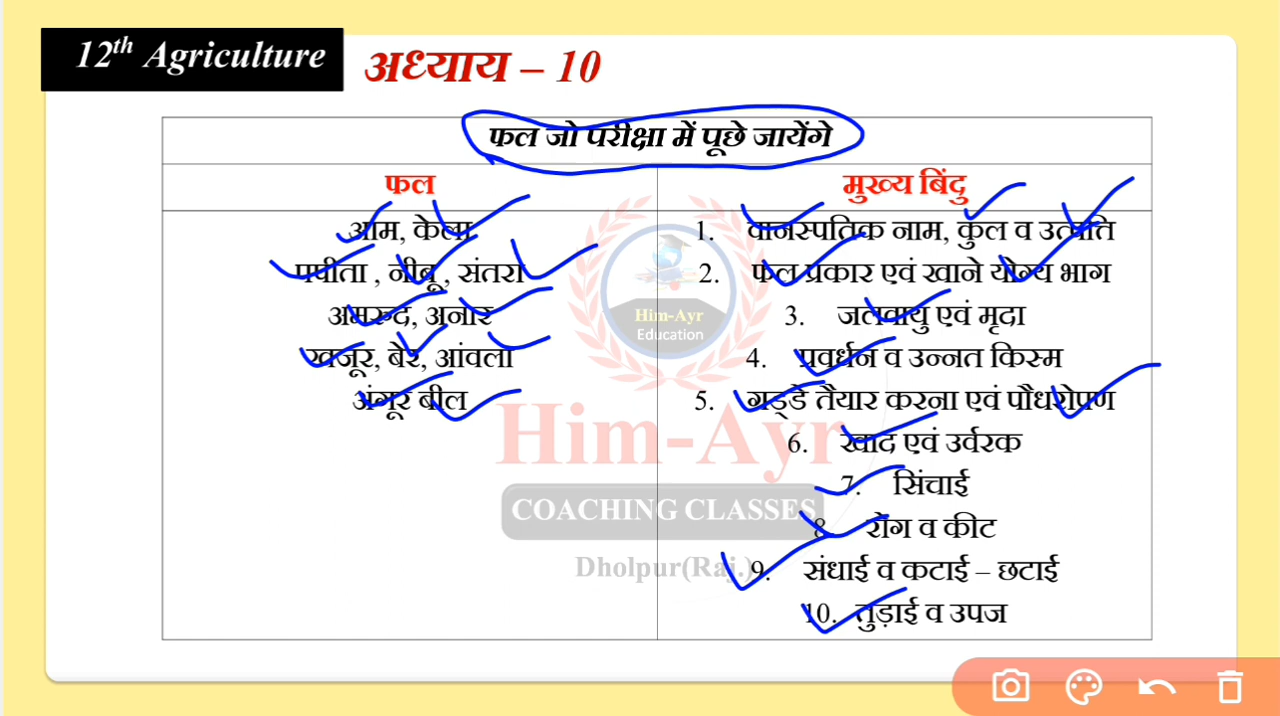 12th Agriculture
अध्याय – 10
फल जो परीक्षा में पूछे जायेंगे
फल
मुख्य बिंदु
आम, केला
पपीता , नीबू , संतरा
अमरुद, अनार
खजूर, बेर, आंवला
अंगूर बील
1. वानस्पतिक नाम, कुल व उत्पति
2. फल प्रकार एवं खाने योग्य भाग
3. जलवायु एवं मृदा
4. प्रवर्धन व उन्नत किस्म
5. गड्डे तैयार करना एवं पौधरोपण
6. खाद एवं उर्वरक
7. सिंचाई
8. रोग व कीट
9. संधाई व कटाई – छटाई
10. तुड़ाई व उपज
Him-Ayr
Education
Him-Ayr
COACHING CLASSES
Dholpur(Raj.)